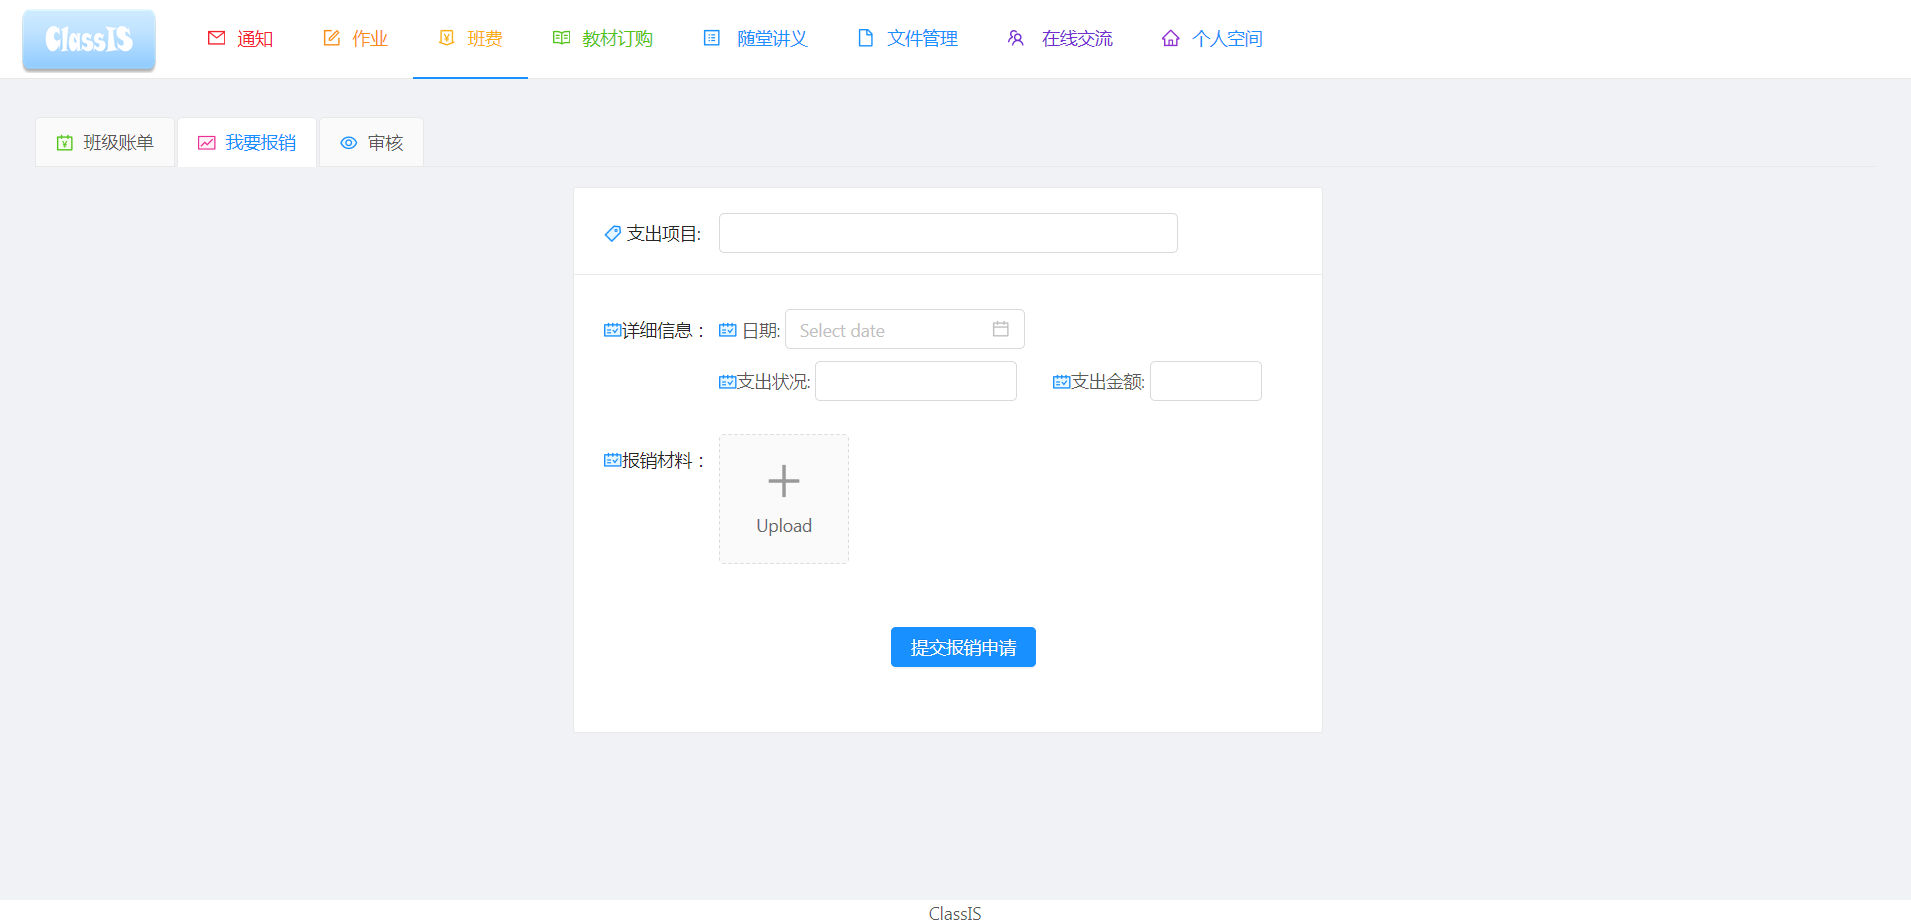 ClassIS 通知 作业 班费 教材订购 随堂讲义 文件管理 在线交流 个人空间
班级账单 我要报销 审核
支出项目:
详细信息： 日期: Select date
支出状况: 支出金额:
报销材料：
Upload
提交报销申请
ClassIS